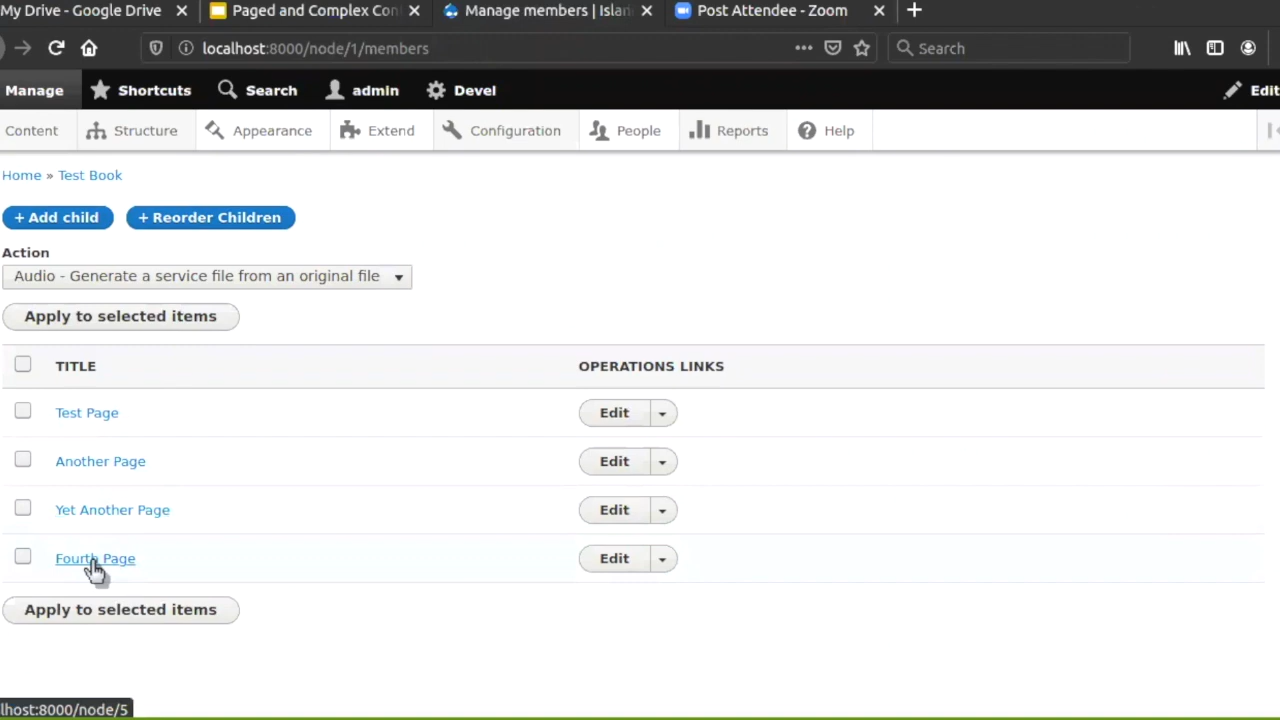 My Drive - Google Drive Paged and Complex Con Manage members | Islan Post Attendee - Zoom
localhost:8000/node/1/members Search
Manage Shortcuts Search admin Devel Edit
Content Structure Appearance Extend Configuration People Reports Help
Home » Test Book
+ Add child + Reorder Children
Action
Audio - Generate a service file from an original file
Apply to selected items
TITLE OPERATIONS LINKS
Test Page Edit
Another Page Edit
Yet Another Page Edit
Fourth Page Edit
Apply to selected items
lhost:8000/node/5